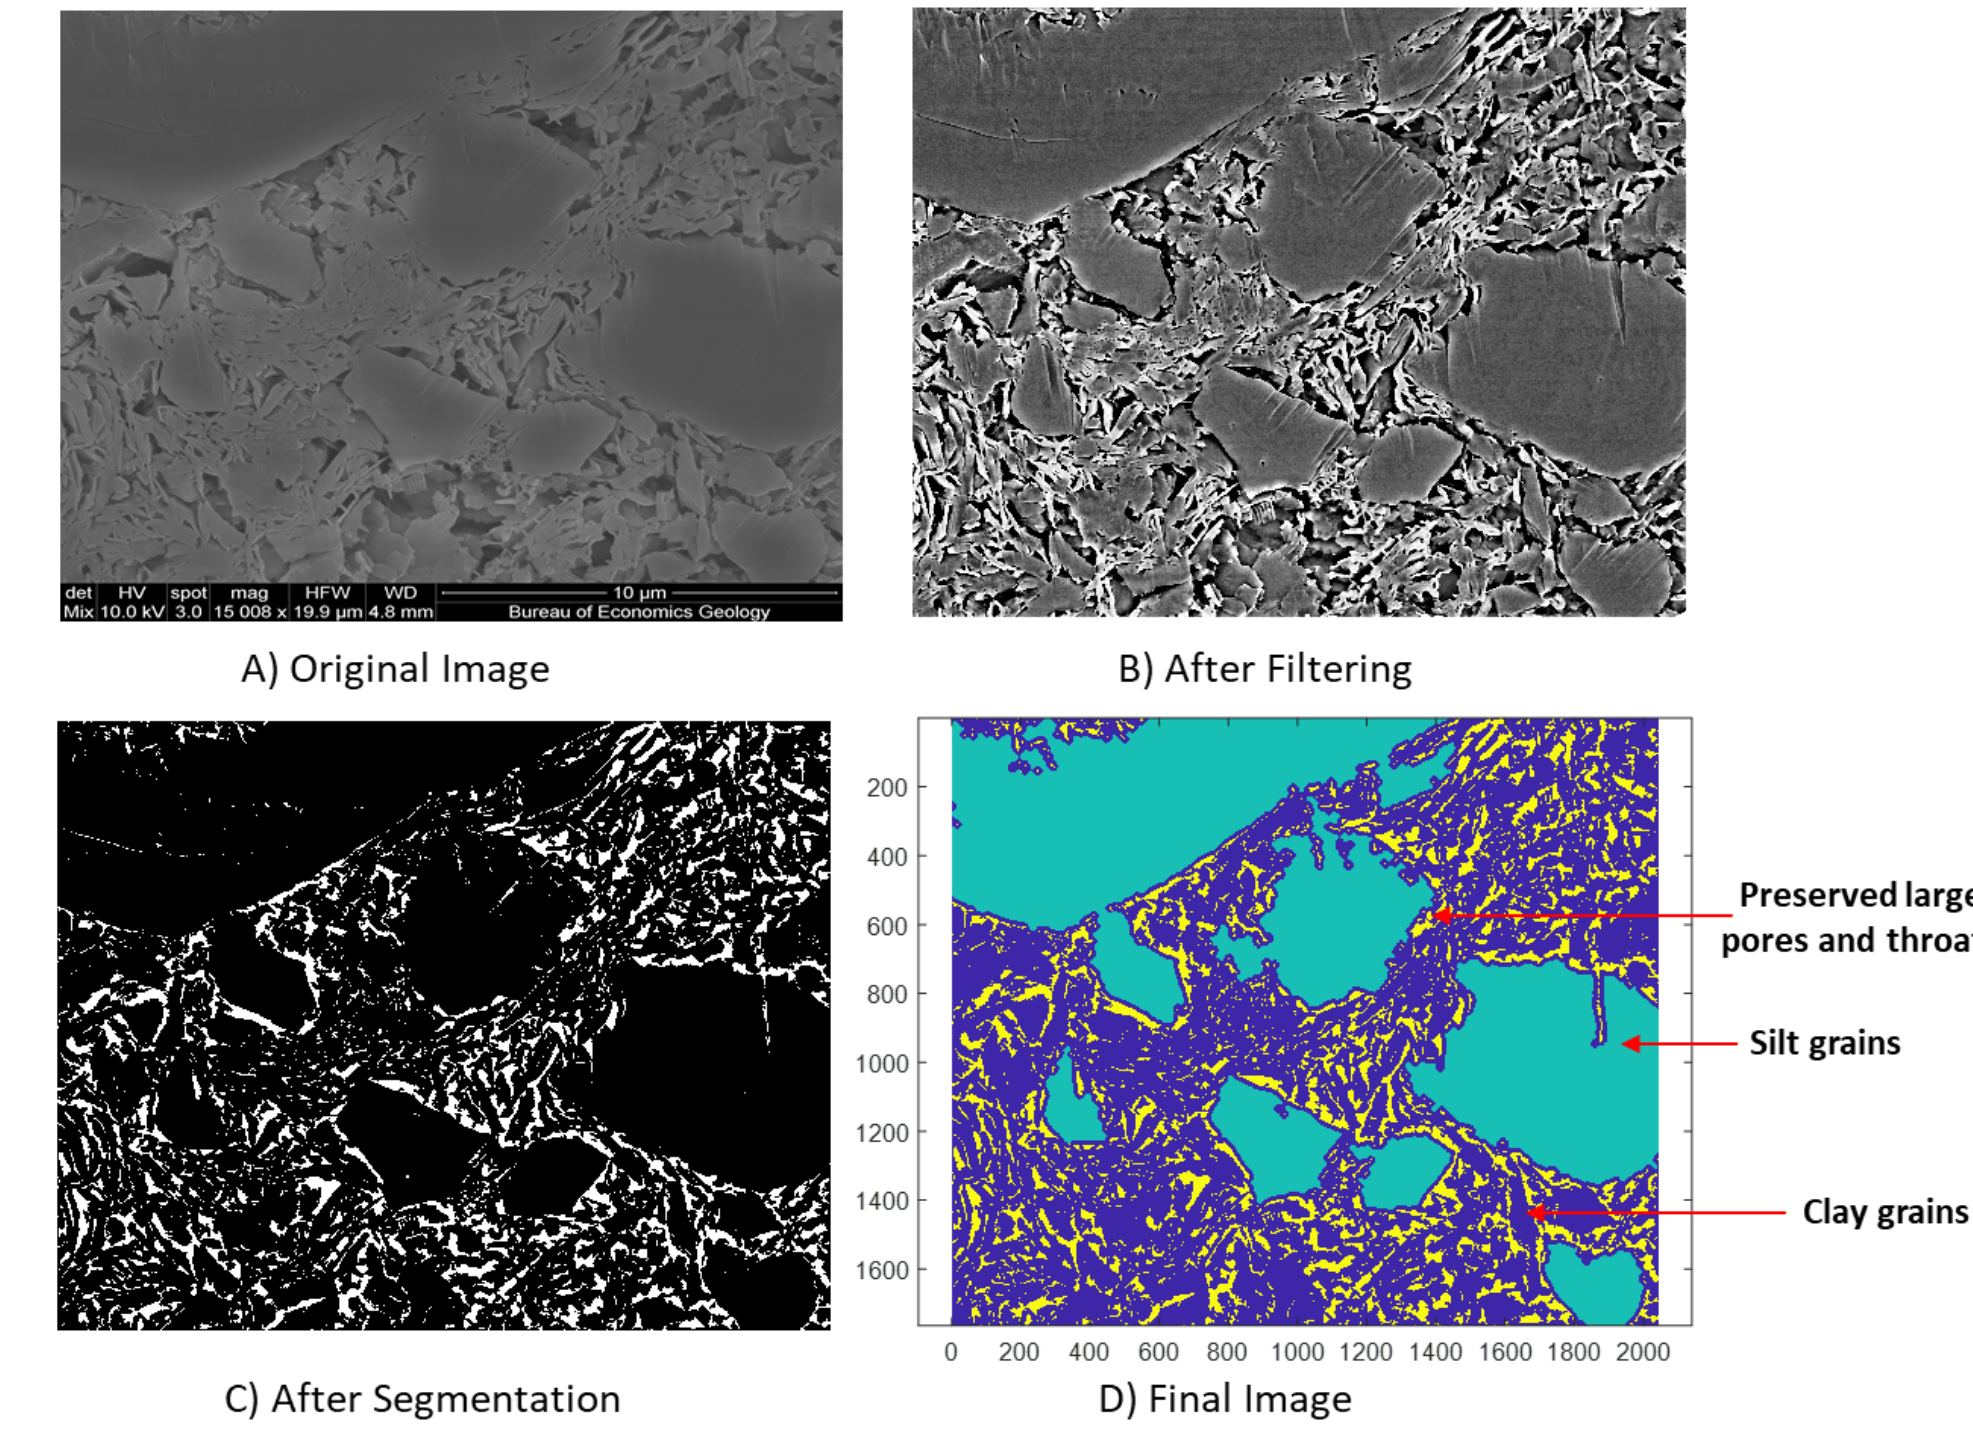 det HV spot mag HFW WD 10 µm
Mix 10.0 kV 3.0 15 008 x 19.9 µm 4.8 mm Bureau of Economics Geology
A) Original Image
B) After Filtering
200
400
600
800
1000
1200
1400
1600
0 200 400 600 800 1000 1200 1400 1600 1800 2000
Preserved large
pores and throa
Silt grains
Clay grains
C) After Segmentation
D) Final Image